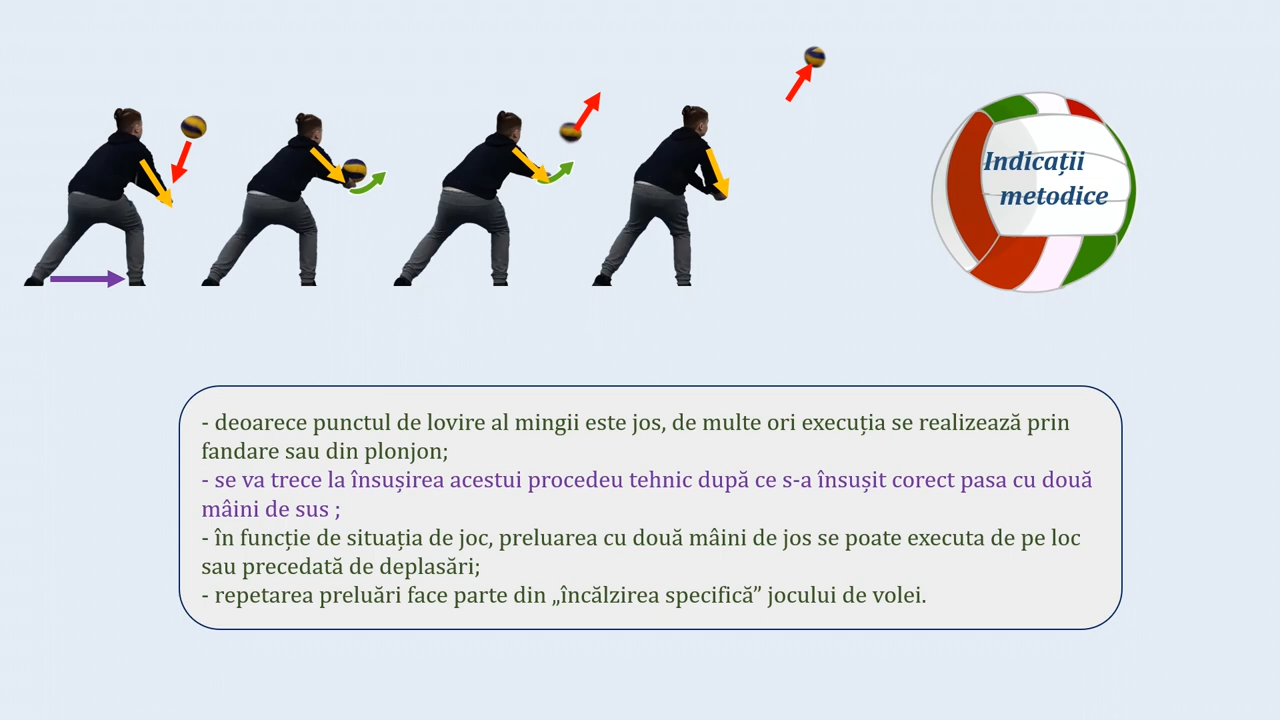 Indicații
metodice
- deoarece punctul de lovire al mingii este jos, de multe ori execuția se realizează prin
fandare sau din plonjon;
- se va trece la însușirea acestui procedeu tehnic după ce s-a însușit corect pasa cu două
mâini de sus ;
- în funcție de situația de joc, preluarea cu două mâini de jos se poate executa de pe loc
sau precedată de deplasări;
- repetarea preluări face parte din „încălzirea specifică” jocului de volei.